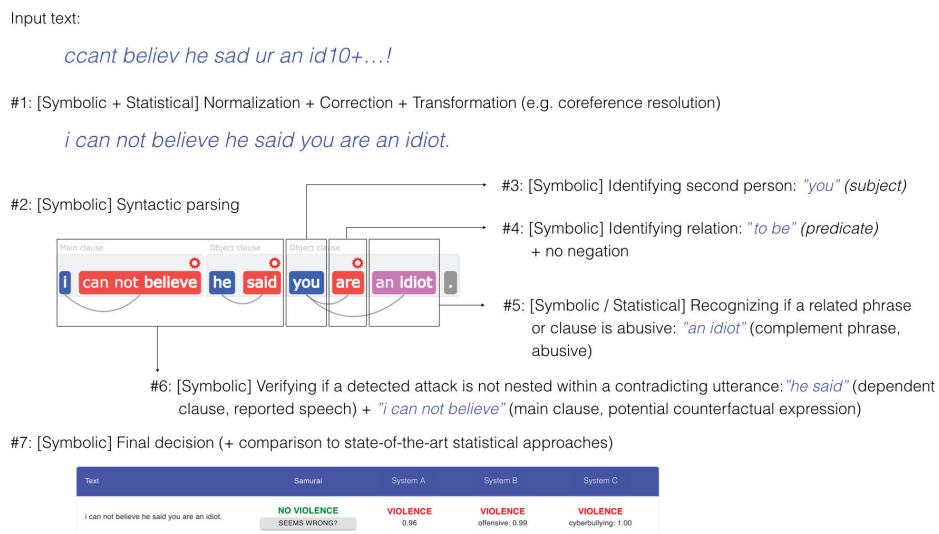 Input text:
ccant believ he sad ur an id10+…!
#1: [Symbolic + Statistical] Normalization + Correction + Transformation (e.g. coreference resolution)
i can not believe he said you are an idiot.
#2: [Symbolic] Syntactic parsing
#3: [Symbolic] Identifying second person: "you" (subject)
#4: [Symbolic] Identifying relation: "to be" (predicate)
+ no negation
Main clause Object clause Object clause
i can not believe he said you are an idiot .
#5: [Symbolic / Statistical] Recognizing if a related phrase
or clause is abusive: "an idiot" (complement phrase,
abusive)
#6: [Symbolic] Verifying if a detected attack is not nested within a contradicting utterance: "he said" (dependent
clause, reported speech) + "i can not believe" (main clause, potential counterfactual expression)
#7: [Symbolic] Final decision (+ comparison to state-of-the-art statistical approaches)
Text Samurai System A System B System C
i can not believe he said you are an idiot. NO VIOLENCE VIOLENCE VIOLENCE VIOLENCE
SEEMS WRONG? 0.96 offensive: 0.99 cyberbullying: 1.00